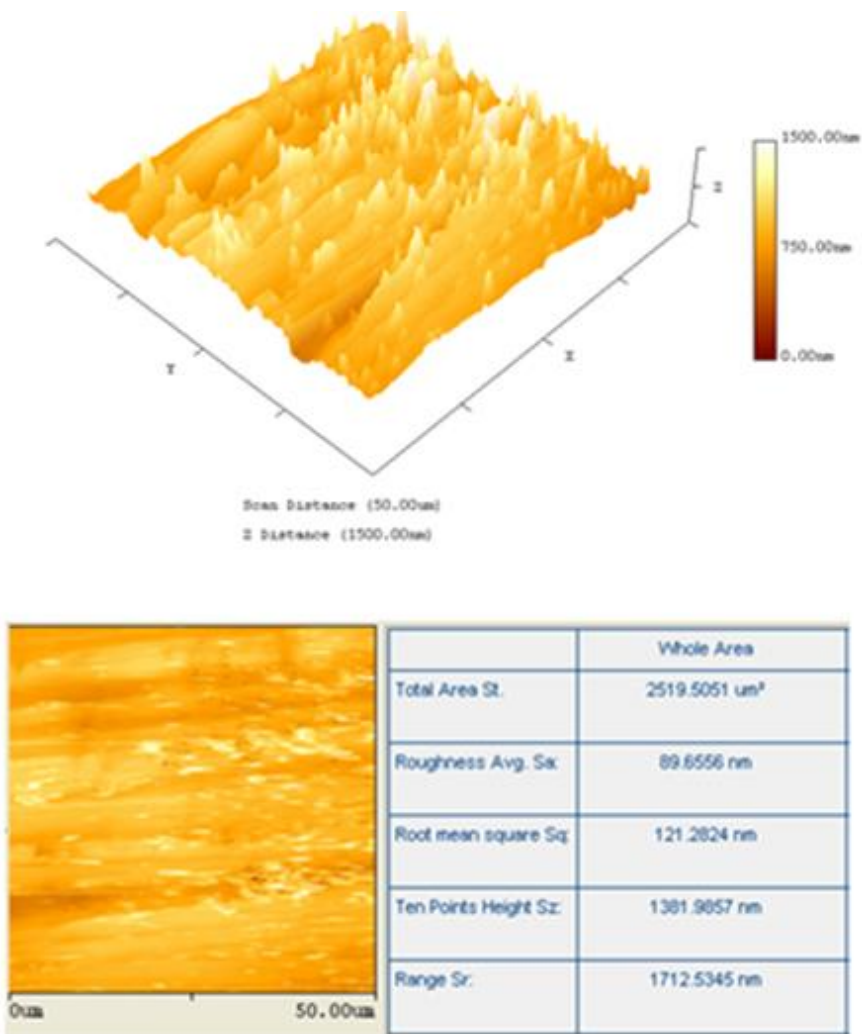 1500.00nm
Z
750.00nm
0.00nm
Y
X
Scan Distance (50.00um)
Z Distance (1500.00nm)
Whole Area
Total Area St. 2519.5051 um²
Roughness Avg. Sa: 89.6556 nm
Root mean square Sq: 121.2824 nm
Ten Points Height Sz: 1381.9857 nm
Range Sr: 1712.5345 nm
0um 50.00um